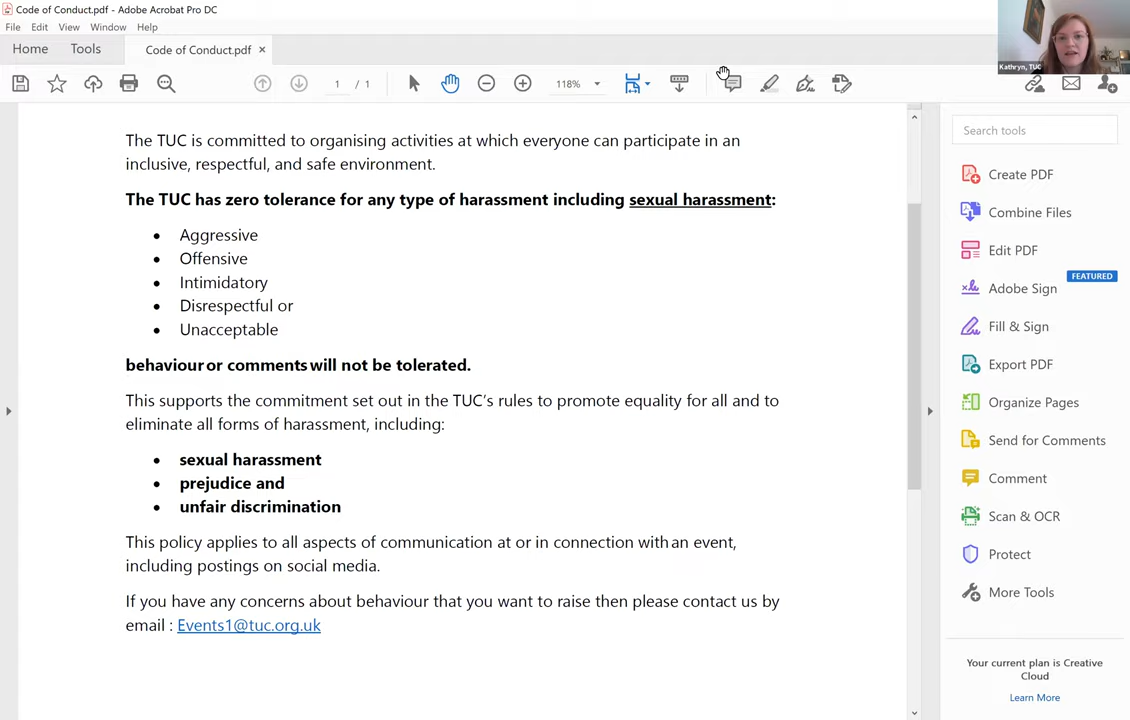 Code of Conduct.pdf - Adobe Acrobat Pro DC
File Edit View Window Help
Home Tools Code of Conduct.pdf ×
1 / 1 118%
Kathryn, TUC
The TUC is committed to organising activities at which everyone can participate in an
inclusive, respectful, and safe environment.
The TUC has zero tolerance for any type of harassment including sexual harassment:
• Aggressive
• Offensive
• Intimidatory
• Disrespectful or
• Unacceptable
behaviour or comments will not be tolerated.
This supports the commitment set out in the TUC's rules to promote equality for all and to
eliminate all forms of harassment, including:
• sexual harassment
• prejudice and
• unfair discrimination
This policy applies to all aspects of communication at or in connection with an event,
including postings on social media.
If you have any concerns about behaviour that you want to raise then please contact us by
email : Events1@tuc.org.uk
Search tools
Create PDF
Combine Files
Edit PDF
FEATURED
Adobe Sign
Fill & Sign
Export PDF
Organize Pages
Send for Comments
Comment
Scan & OCR
Protect
More Tools
Your current plan is Creative
Cloud
Learn More